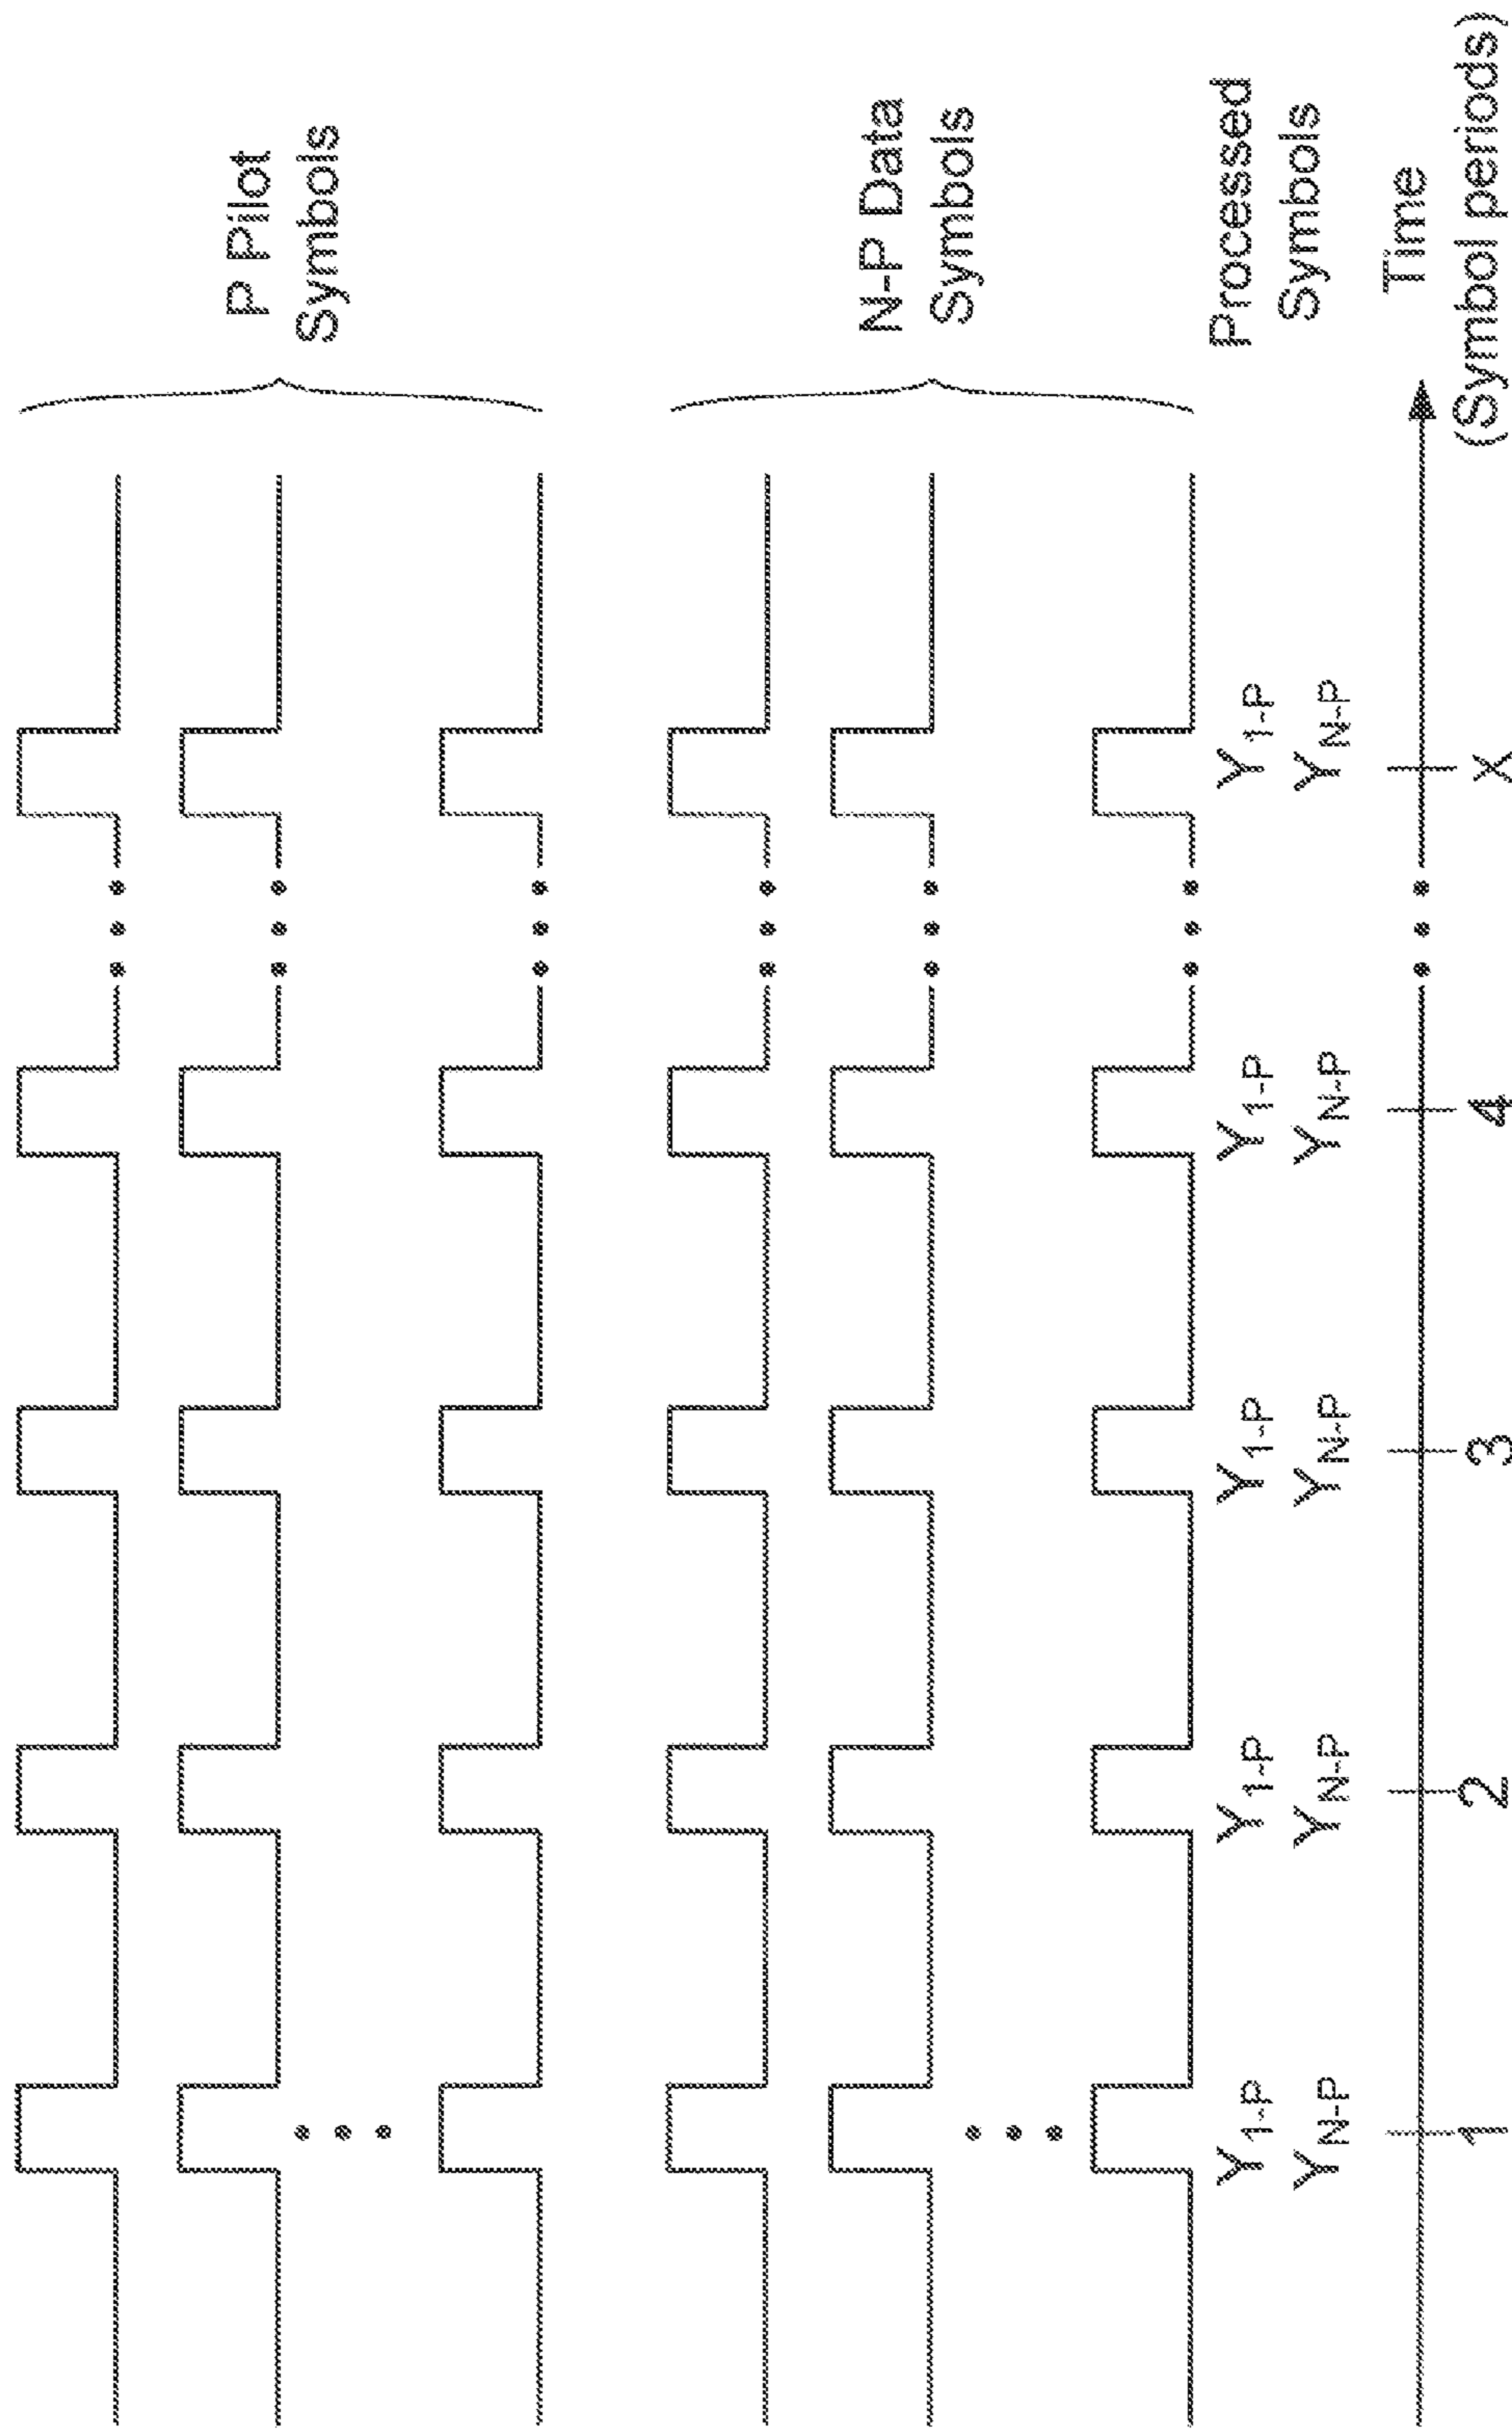 P Pilot
Symbols
N-P Data
Symbols
Y1-P Y1-P Y1-P Y1-P Y1-P Processed
YN-P YN-P YN-P YN-P YN-P Symbols
Time
1 2 3 4 X (Symbol periods)